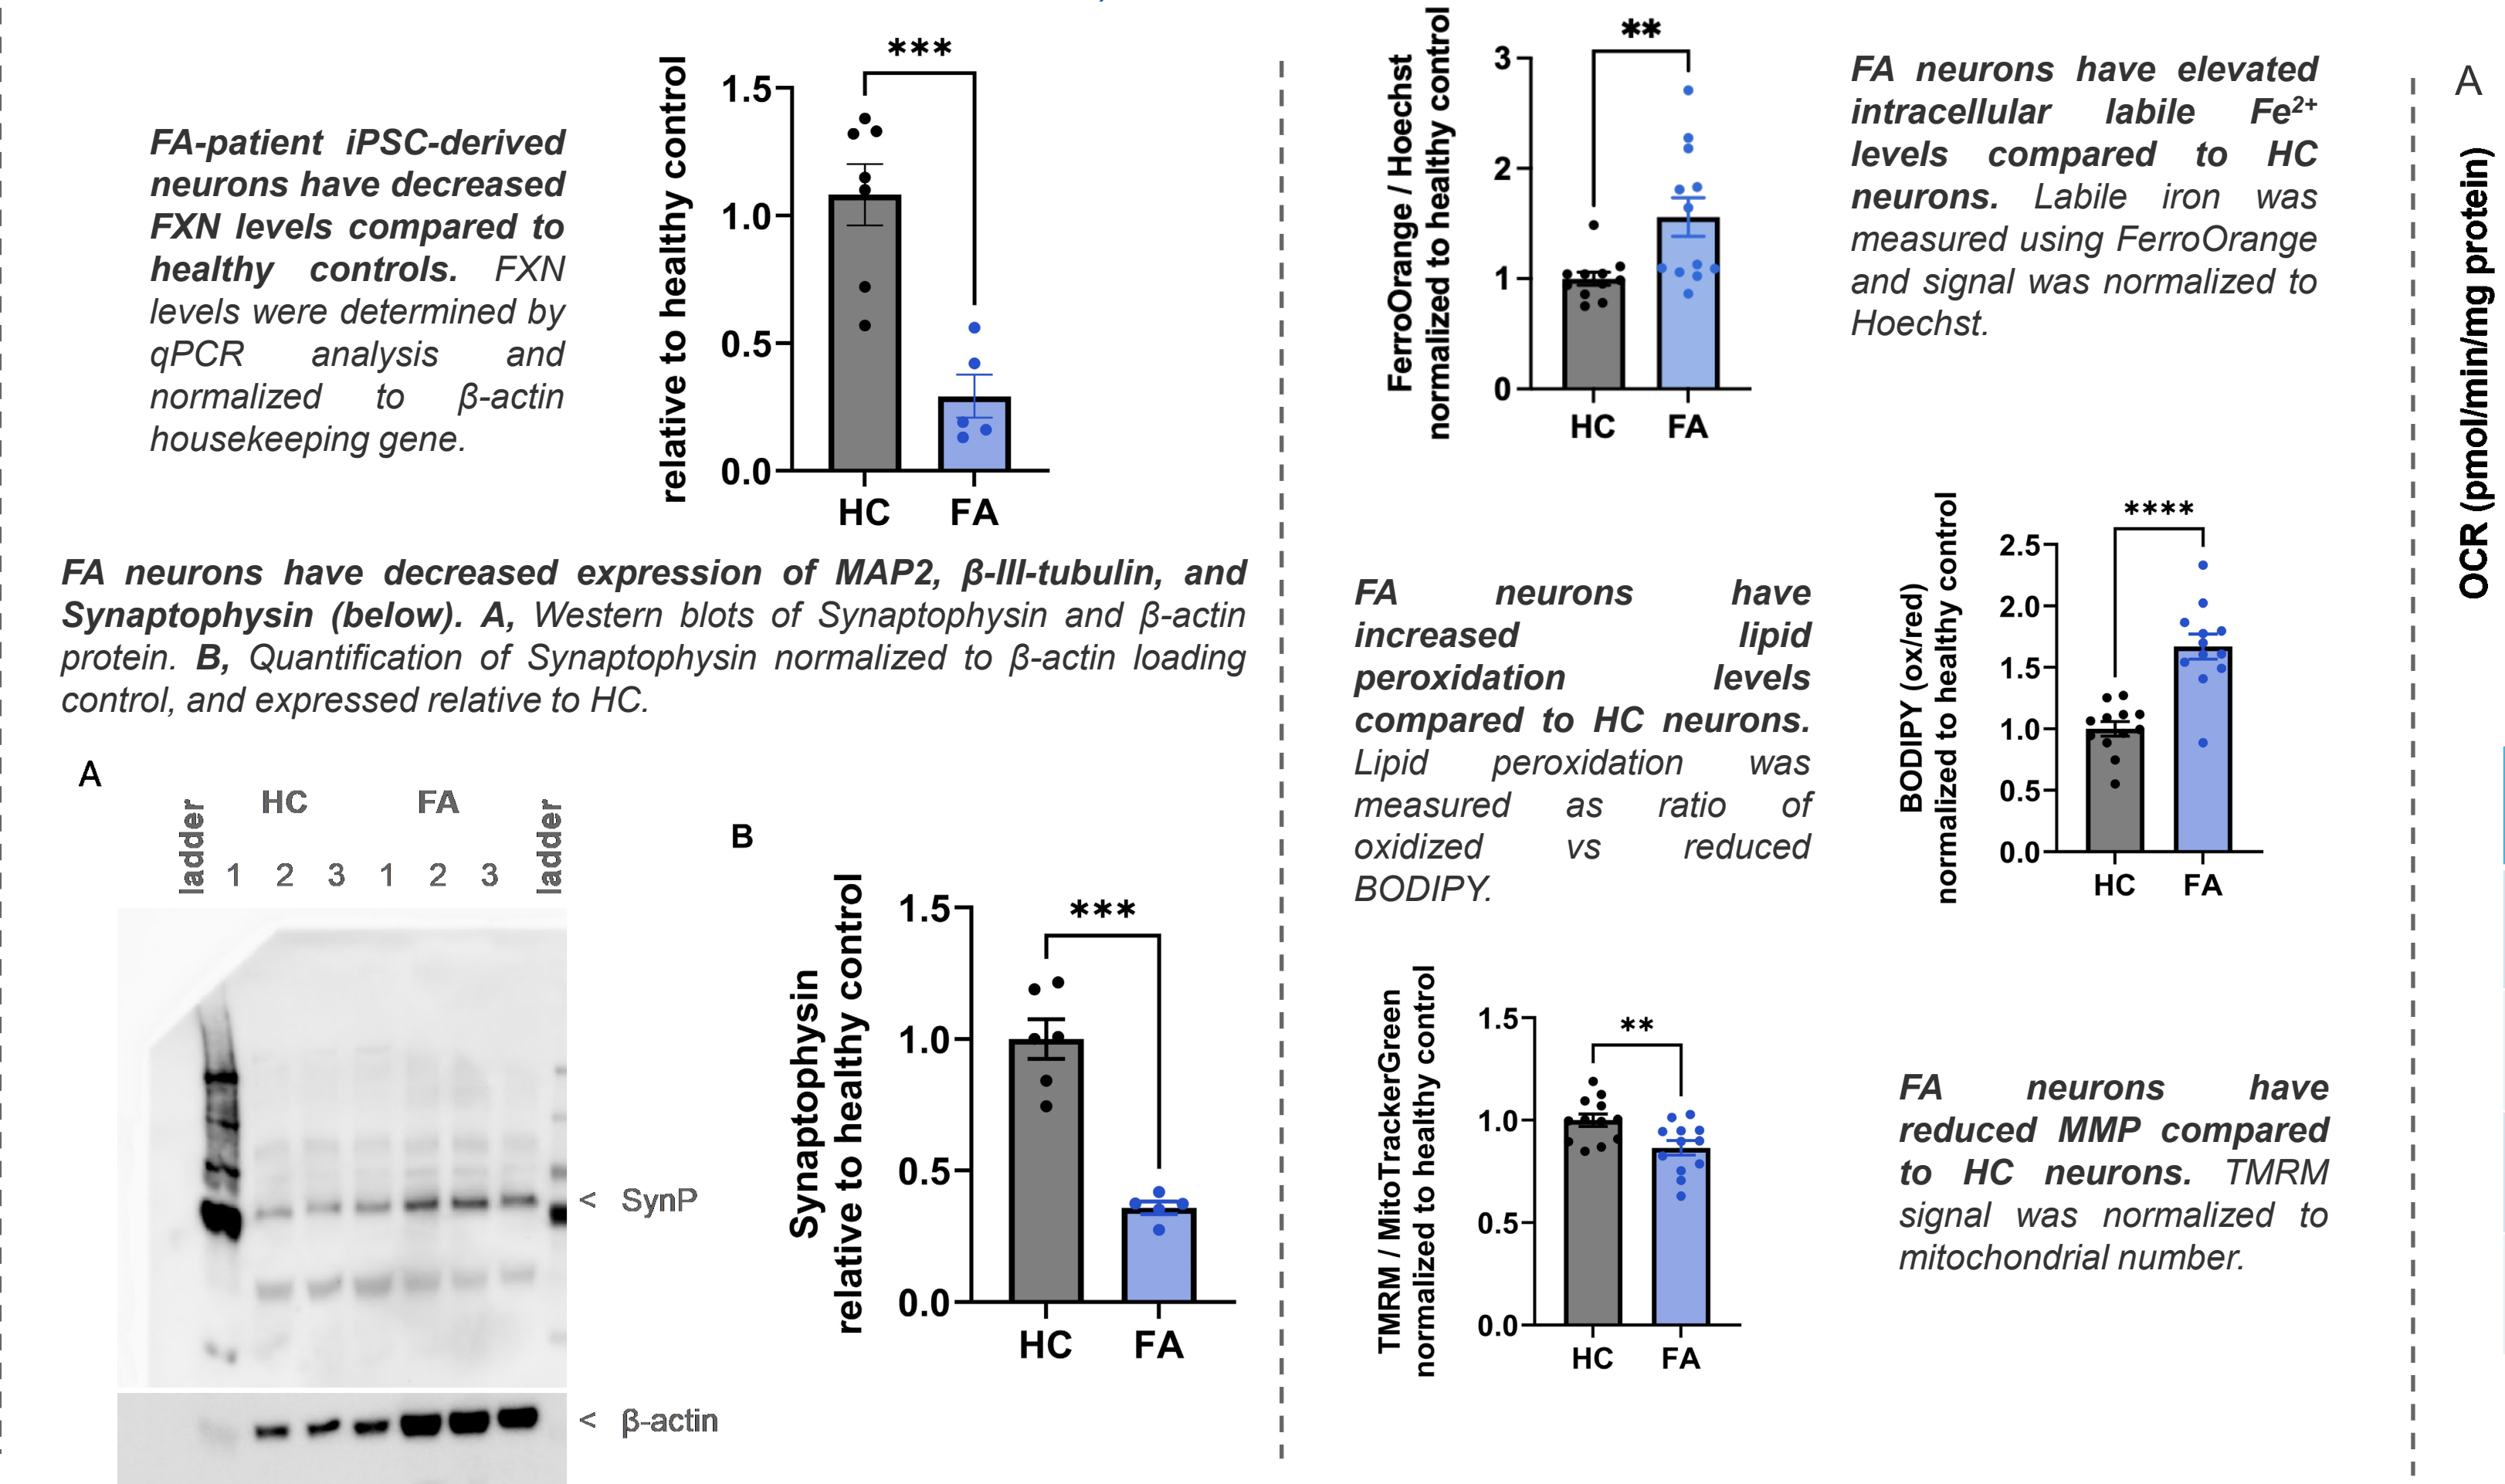 FA-patient iPSC-derived
neurons have decreased
FXN levels compared to
healthy controls. FXN
levels were determined by
qPCR analysis and
normalized to β-actin
housekeeping gene.
relative to healthy control
***
1.5
1.0
0.5
0.0
HC FA
FA neurons have decreased expression of MAP2, β-III-tubulin, and
Synaptophysin (below). A, Western blots of Synaptophysin and β-actin
protein. B, Quantification of Synaptophysin normalized to β-actin loading
control, and expressed relative to HC.
A
ladder HC FA ladder
1 2 3 1 2 3
< SynP
< β-actin
B
Synaptophysin
relative to healthy control
***
1.5
1.0
0.5
0.0
HC FA
FerroOrange / Hoechst
normalized to healthy control
**
3
2
1
0
HC FA
FA neurons have elevated
intracellular labile Fe²⁺
levels compared to HC
neurons. Labile iron was
measured using FerroOrange
and signal was normalized to
Hoechst.
FA neurons have
increased lipid
peroxidation levels
compared to HC neurons.
Lipid peroxidation was
measured as ratio of
oxidized vs reduced
BODIPY.
BODIPY (ox/red)
normalized to healthy control
****
2.5
2.0
1.5
1.0
0.5
0.0
HC FA
TMRM / MitoTrackerGreen
normalized to healthy control
**
1.5
1.0
0.5
0.0
HC FA
FA neurons have
reduced MMP compared
to HC neurons. TMRM
signal was normalized to
mitochondrial number.
A
OCR (pmol/min/mg protein)